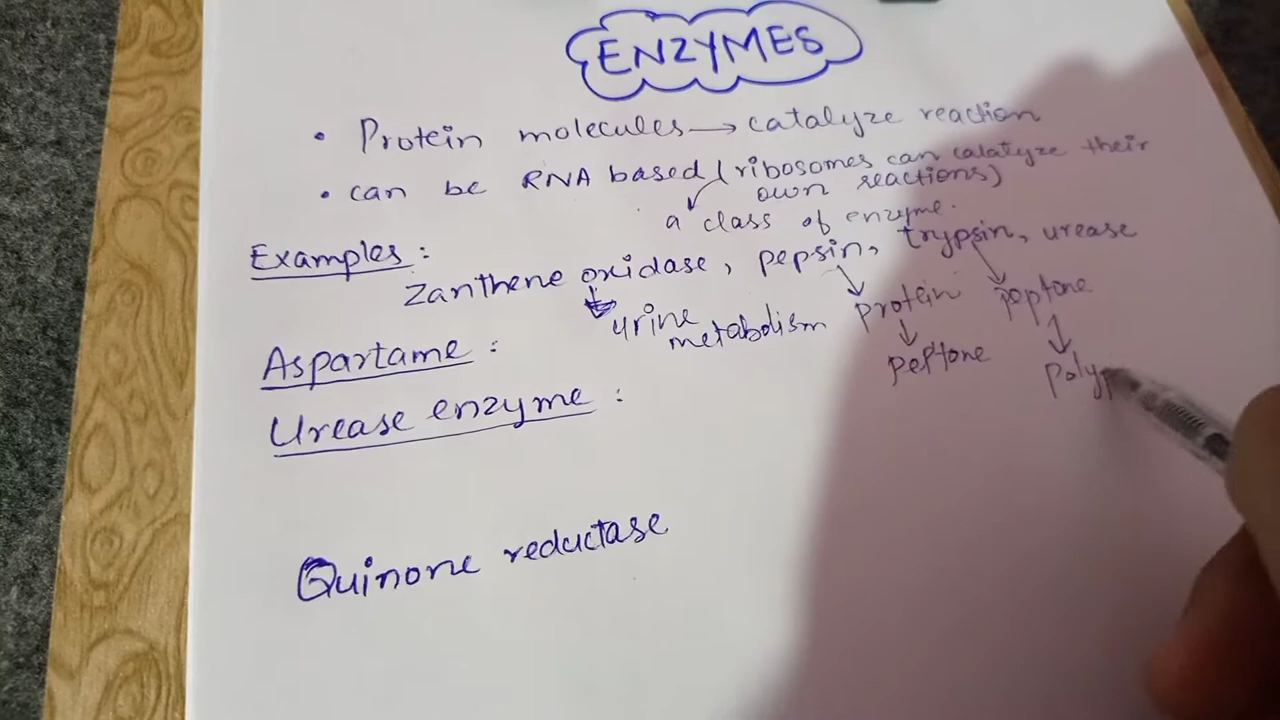 ENZYMES
• Protein molecules → catalyze reaction
• can be RNA based (ribosomes can catalyze their own reactions)
a class of enzyme.
Examples:
Zanthene oxidase, pepsin, trypsin, urease
urine metabolism
protein
peptone
peptone
polyp
Aspartame:
Urease enzyme:
Quinone reductase